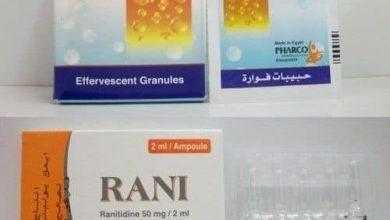 Effervescent Granules
Made in Egypt
PHARCO
حبيبات فوارة
2 ml / Ampoule
RANI
Ranitidine 50 mg / 2 ml